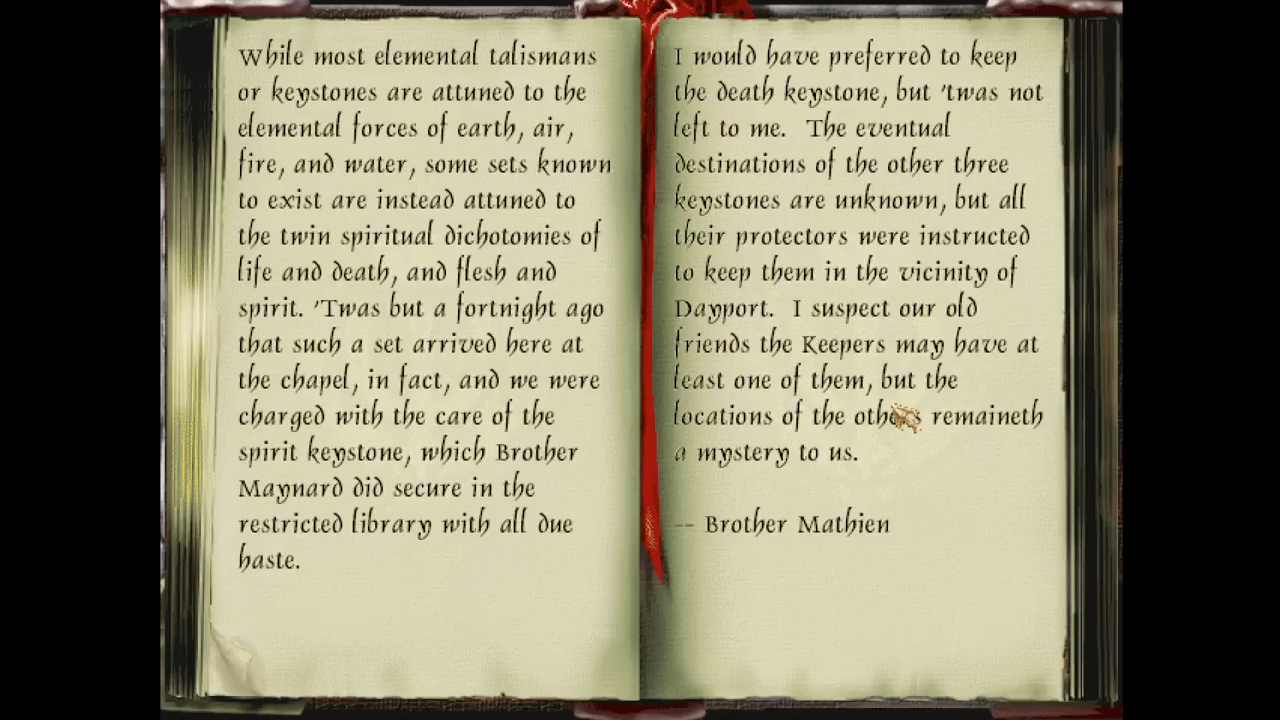 While most elemental talismans
or keystones are attuned to the
elemental forces of earth, air,
fire, and water, some sets known
to exist are instead attuned to
the twin spiritual dichotomies of
life and death, and flesh and
spirit. 'Twas but a fortnight ago
that such a set arrived here at
the chapel, in fact, and we were
charged with the care of the
spirit keystone, which Brother
Maynard did secure in the
restricted library with all due
haste.
I would have preferred to keep
the death keystone, but 'twas not
left to me. The eventual
destinations of the other three
keystones are unknown, but all
their protectors were instructed
to keep them in the vicinity of
Dayport. I suspect our old
friends the Keepers may have at
least one of them, but the
locations of the others remaineth
a mystery to us.
-- Brother Mathien